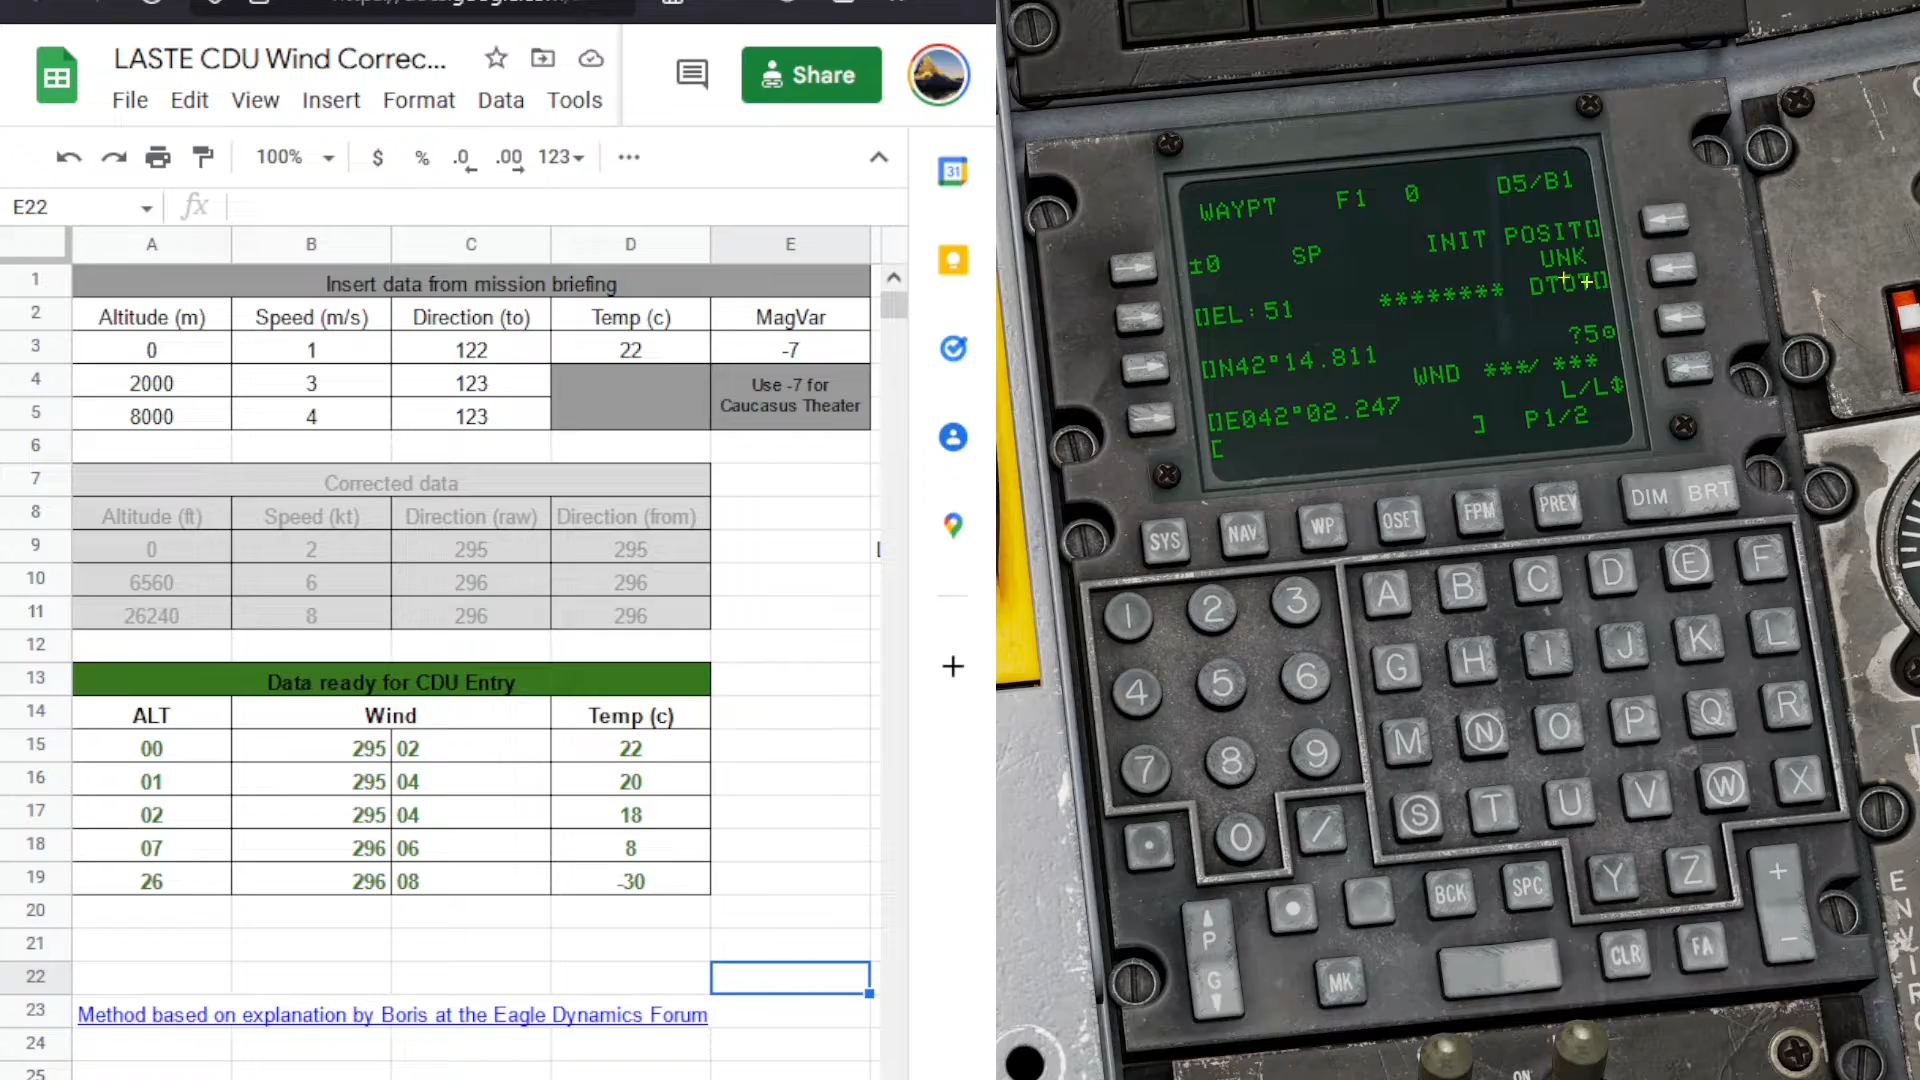 LASTE CDU Wind Correc...
Share
File Edit View Insert Format Data Tools
100% $ % .0 .00 123
31
E22 fx
A B C D E
1 Insert data from mission briefing
2 Altitude (m) Speed (m/s) Direction (to) Temp (c) MagVar
3 0 1 122 22 -7
4 2000 3 123 Use -7 for
5 8000 4 123 Caucasus Theater
6
7 Corrected data
8 Altitude (ft) Speed (kt) Direction (raw) Direction (from)
9 0 2 295 295
10 6560 6 296 296
11 26240 8 296 296
12
13 Data ready for CDU Entry
14 ALT Wind Temp (c)
15 00 295 02 22
16 01 295 04 20
17 02 295 04 18
18 07 296 06 8
19 26 296 08 -30
20
21
22
23 Method based on explanation by Boris at the Eagle Dynamics Forum
24
25
WAYPT F1 0 D5/B1
INIT POSIT[]
±0 SP UNK
[]EL:51 ******** DTOT[]
?50
[]N42°14.811 WND ***/ ***
L/L
[]E042°02.247
[ ] P1/2
SYS NAV WP OSET FPM PREV DIM BRT
1 2 3 A B C D E F
4 5 6 G H I J K L
7 8 9 M N O P Q R
0 / S T U V W X
P G BCK SPC Y Z + -
MK CLR FA
ON